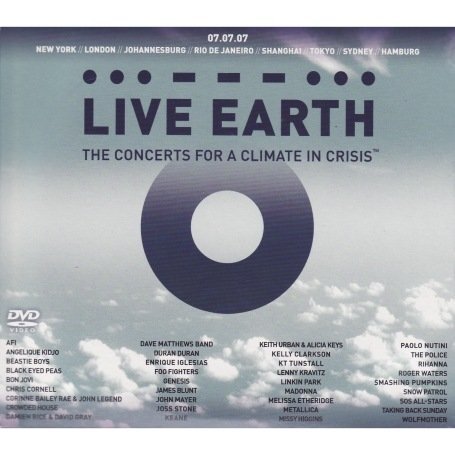 07.07.07
NEW YORK // LONDON // JOHANNESBURG // RIO DE JANEIRO // SHANGHAI // TOKYO // SYDNEY // HAMBURG
LIVE EARTH
THE CONCERTS FOR A CLIMATE IN CRISIS™
DVD
VIDEO
AFI
ANGELIQUE KIDJO
BEASTIE BOYS
BLACK EYED PEAS
BON JOVI
CHRIS CORNELL
CORINNE BAILEY RAE & JOHN LEGEND
CROWDED HOUSE
DAMIEN RICE & DAVID GRAY
DAVE MATTHEWS BAND
DURAN DURAN
ENRIQUE IGLESIAS
FOO FIGHTERS
GENESIS
JAMES BLUNT
JOHN MAYER
JOSS STONE
KEANE
KEITH URBAN & ALICIA KEYS
KELLY CLARKSON
KT TUNSTALL
LENNY KRAVITZ
LINKIN PARK
MADONNA
MELISSA ETHERIDGE
METALLICA
MISSY HIGGINS
PAOLO NUTINI
THE POLICE
RIHANNA
ROGER WATERS
SMASHING PUMPKINS
SNOW PATROL
SOS ALL-STARS
TAKING BACK SUNDAY
WOLFMOTHER